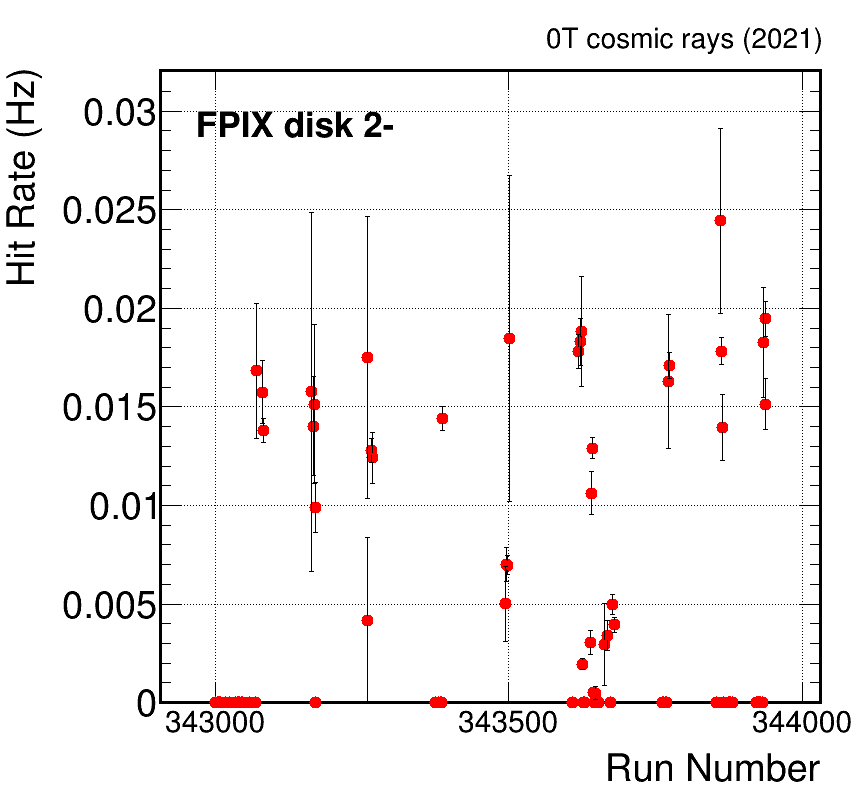 0T cosmic rays (2021)
Hit Rate (Hz)
FPIX disk 2-
0.03
0.025
0.02
0.015
0.01
0.005
0
343000 343500 344000
Run Number